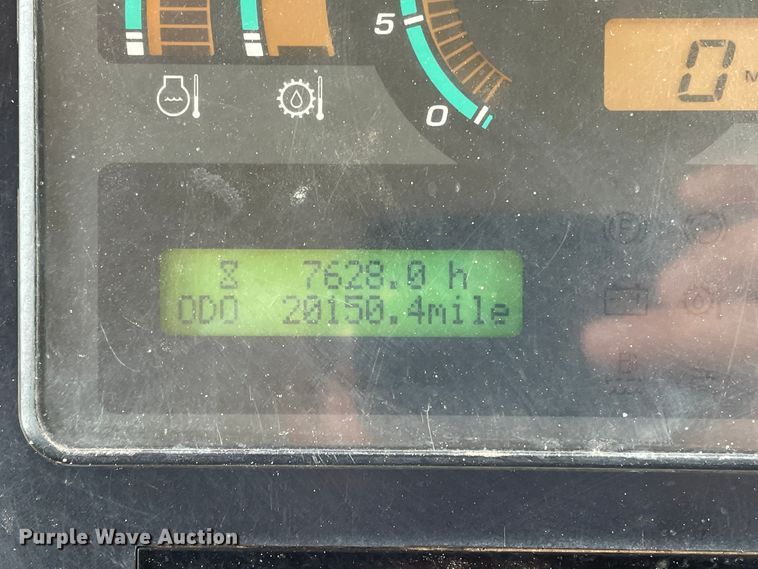 5
0
0 M
7628.0 h
ODO 20150.4mile
Purple Wave Auction